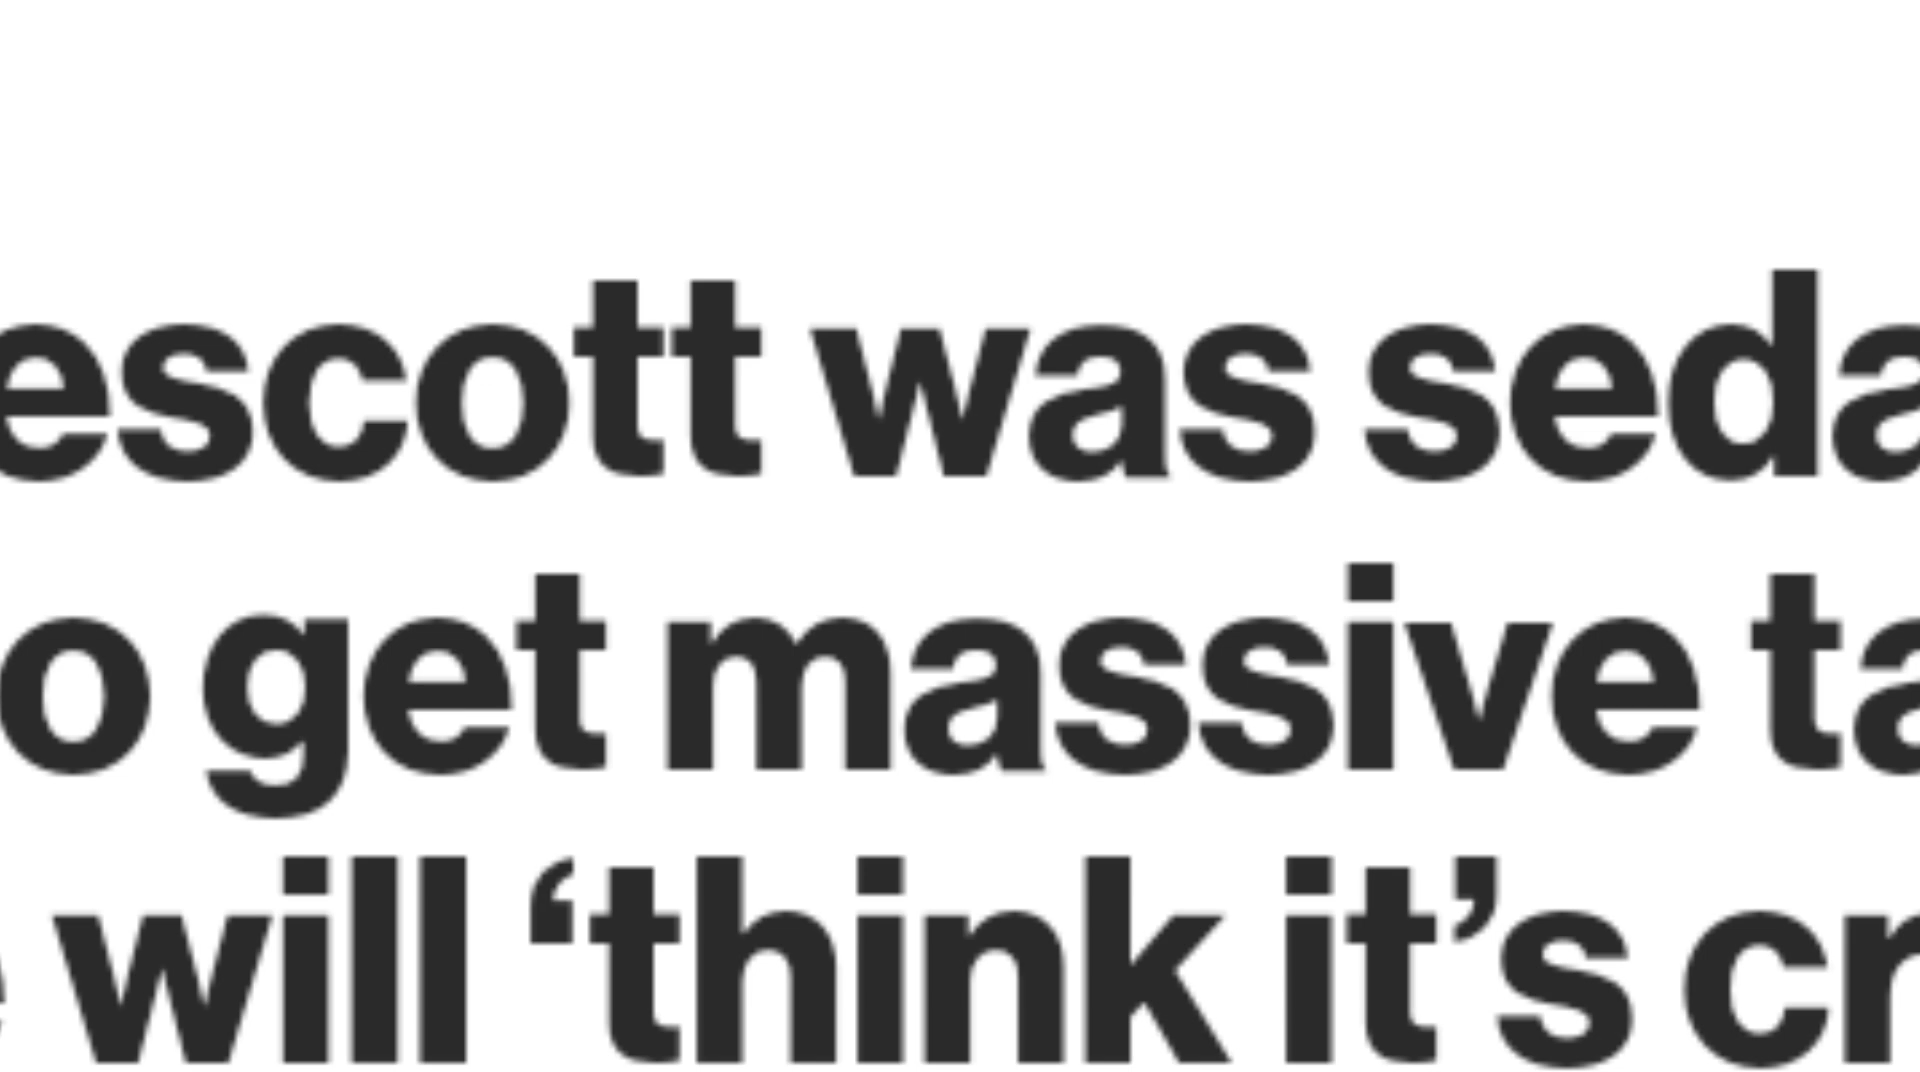 escott was seda
o get massive ta
will ‘think it’s cr